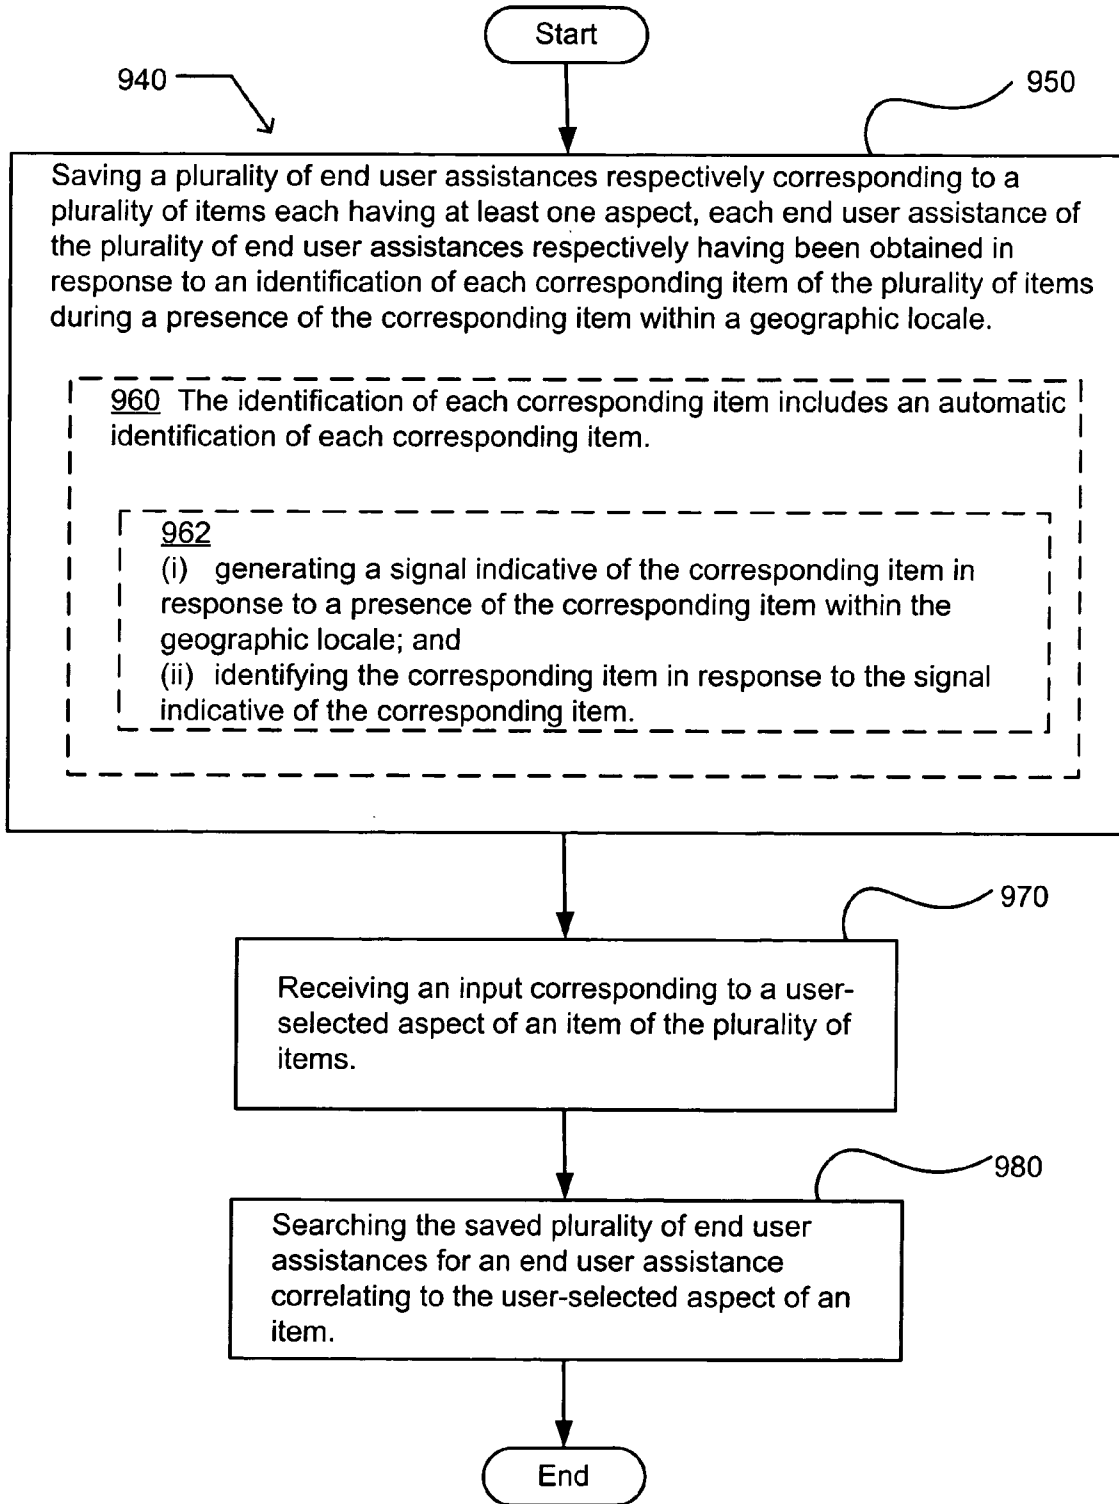 Start
940
950
Saving a plurality of end user assistances respectively corresponding to a
plurality of items each having at least one aspect, each end user assistance of
the plurality of end user assistances respectively having been obtained in
response to an identification of each corresponding item of the plurality of items
during a presence of the corresponding item within a geographic locale.
960 The identification of each corresponding item includes an automatic
identification of each corresponding item.
962
(i) generating a signal indicative of the corresponding item in
response to a presence of the corresponding item within the
geographic locale; and
(ii) identifying the corresponding item in response to the signal
indicative of the corresponding item.
970
Receiving an input corresponding to a user-
selected aspect of an item of the plurality of
items.
980
Searching the saved plurality of end user
assistances for an end user assistance
correlating to the user-selected aspect of an
item.
End